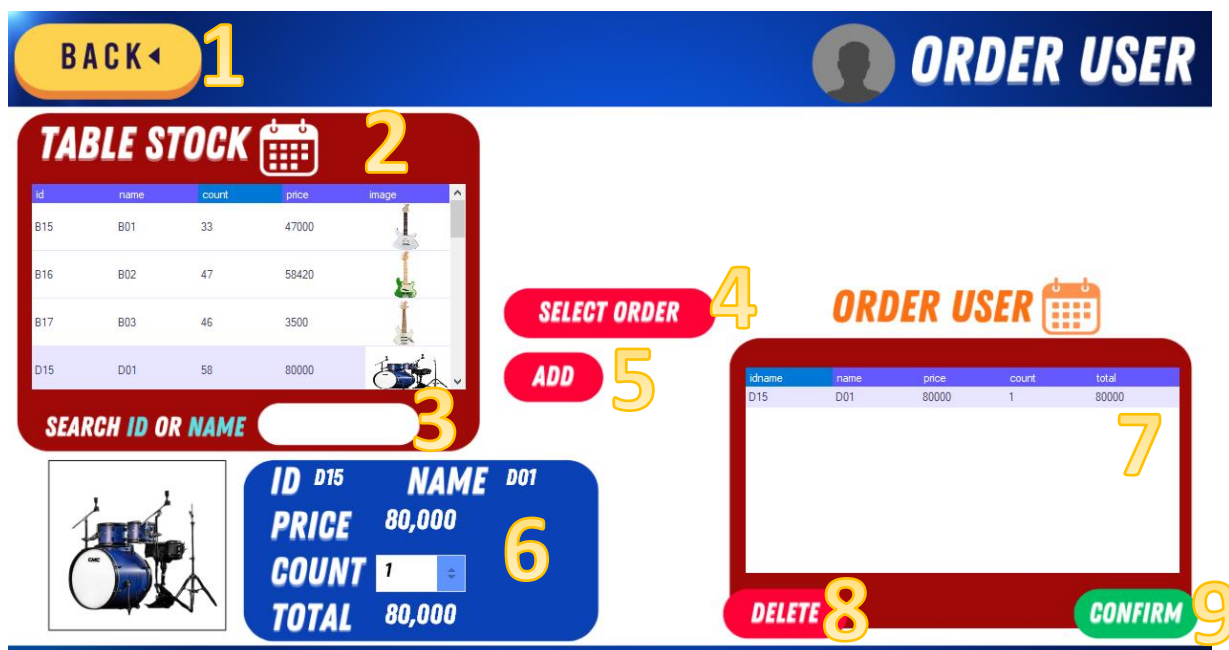 BACK 1
ORDER USER
TABLE STOCK 2
id name count price image
B15 B01 33 47000
B16 B02 47 58420
B17 B03 46 3500
D15 D01 58 80000
SEARCH ID OR NAME 3
SELECT ORDER 4
ADD 5
ORDER USER
idname name price count total
D15 D01 80000 1 80000
7
ID D15 NAME D01
PRICE 80,000
COUNT 1
TOTAL 80,000
6
DELETE 8
CONFIRM 9